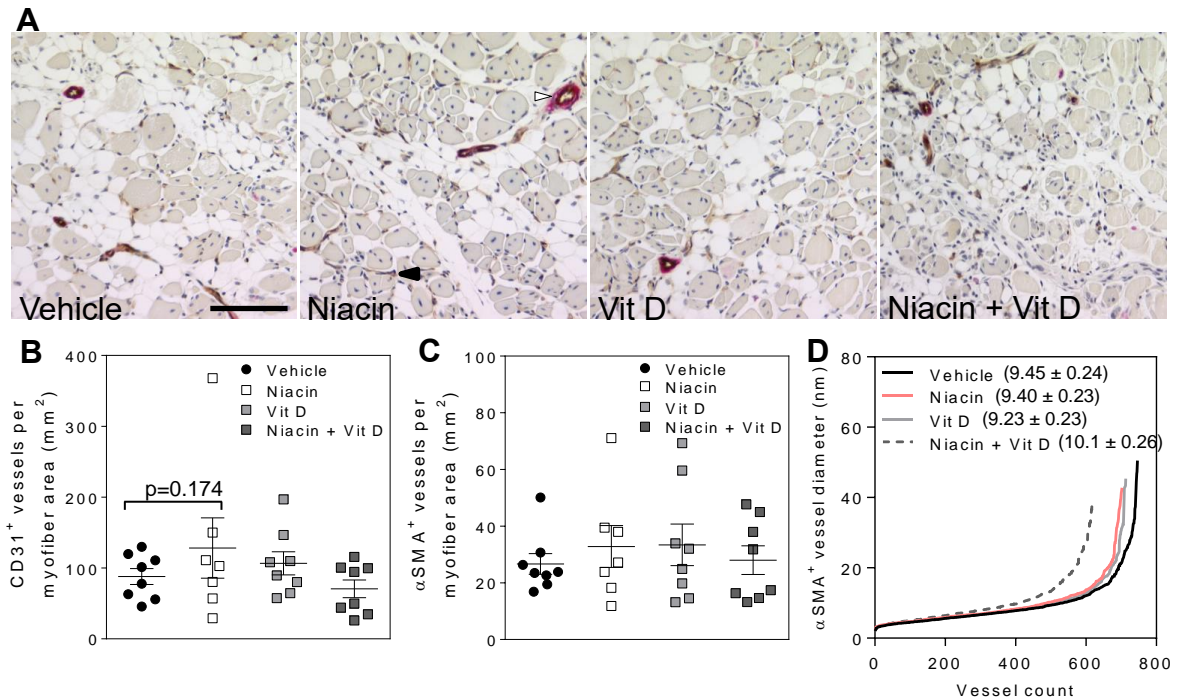 A
Vehicle
Niacin
Vit D
Niacin + Vit D
B
CD31+ vessels per
myofiber area (mm2)
400
300
200
100
0
p=0.174
Vehicle
Niacin
Vit D
Niacin + Vit D
C
αSMA+ vessels per
myofiber area (mm2)
100
80
60
40
20
0
Vehicle
Niacin
Vit D
Niacin + Vit D
D
αSMA+ vessel diameter (nm)
80
60
40
20
0
Vehicle (9.45 ± 0.24)
Niacin (9.40 ± 0.23)
Vit D (9.23 ± 0.23)
Niacin + Vit D (10.1 ± 0.26)
0 200 400 600 800
Vessel count